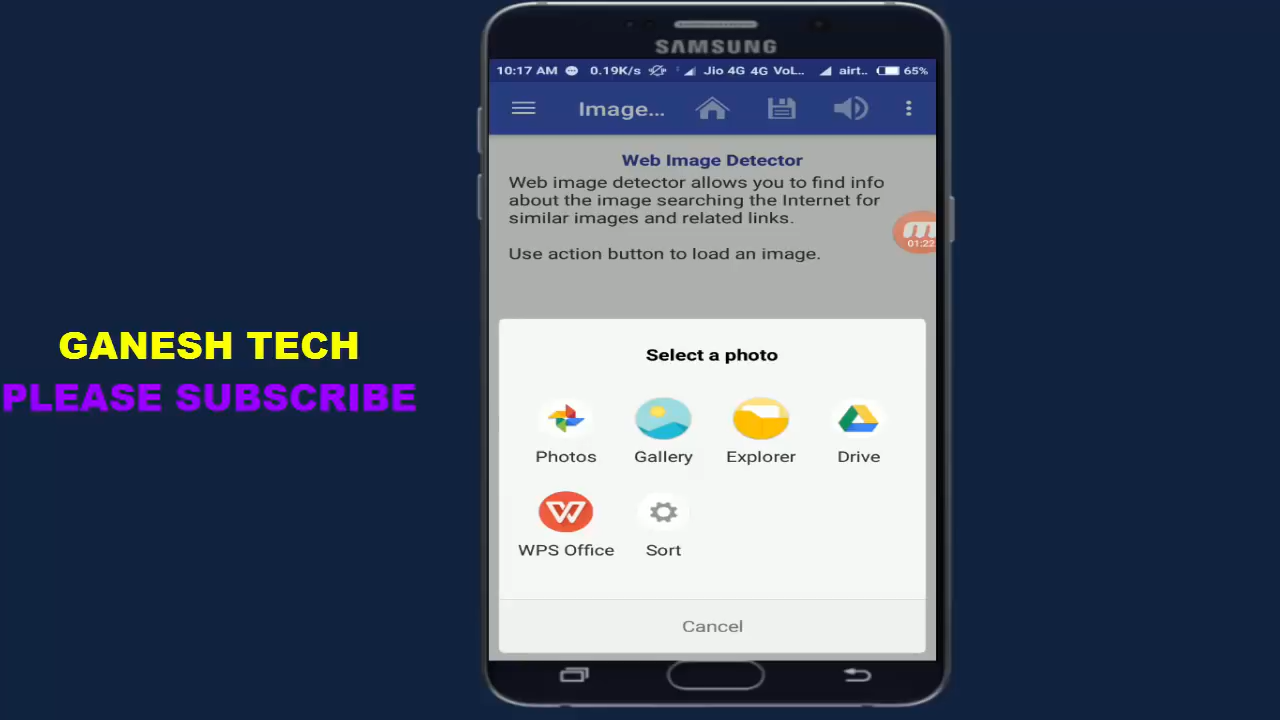 SAMSUNG
10:17 AM 0.19K/s Jio 4G 4G VoL.. airt.. 65%
Image...
Web Image Detector
Web image detector allows you to find info
about the image searching the Internet for
similar images and related links.
01:22
Use action button to load an image.
GANESH TECH
PLEASE SUBSCRIBE
Select a photo
Photos Gallery Explorer Drive
WPS Office Sort
Cancel